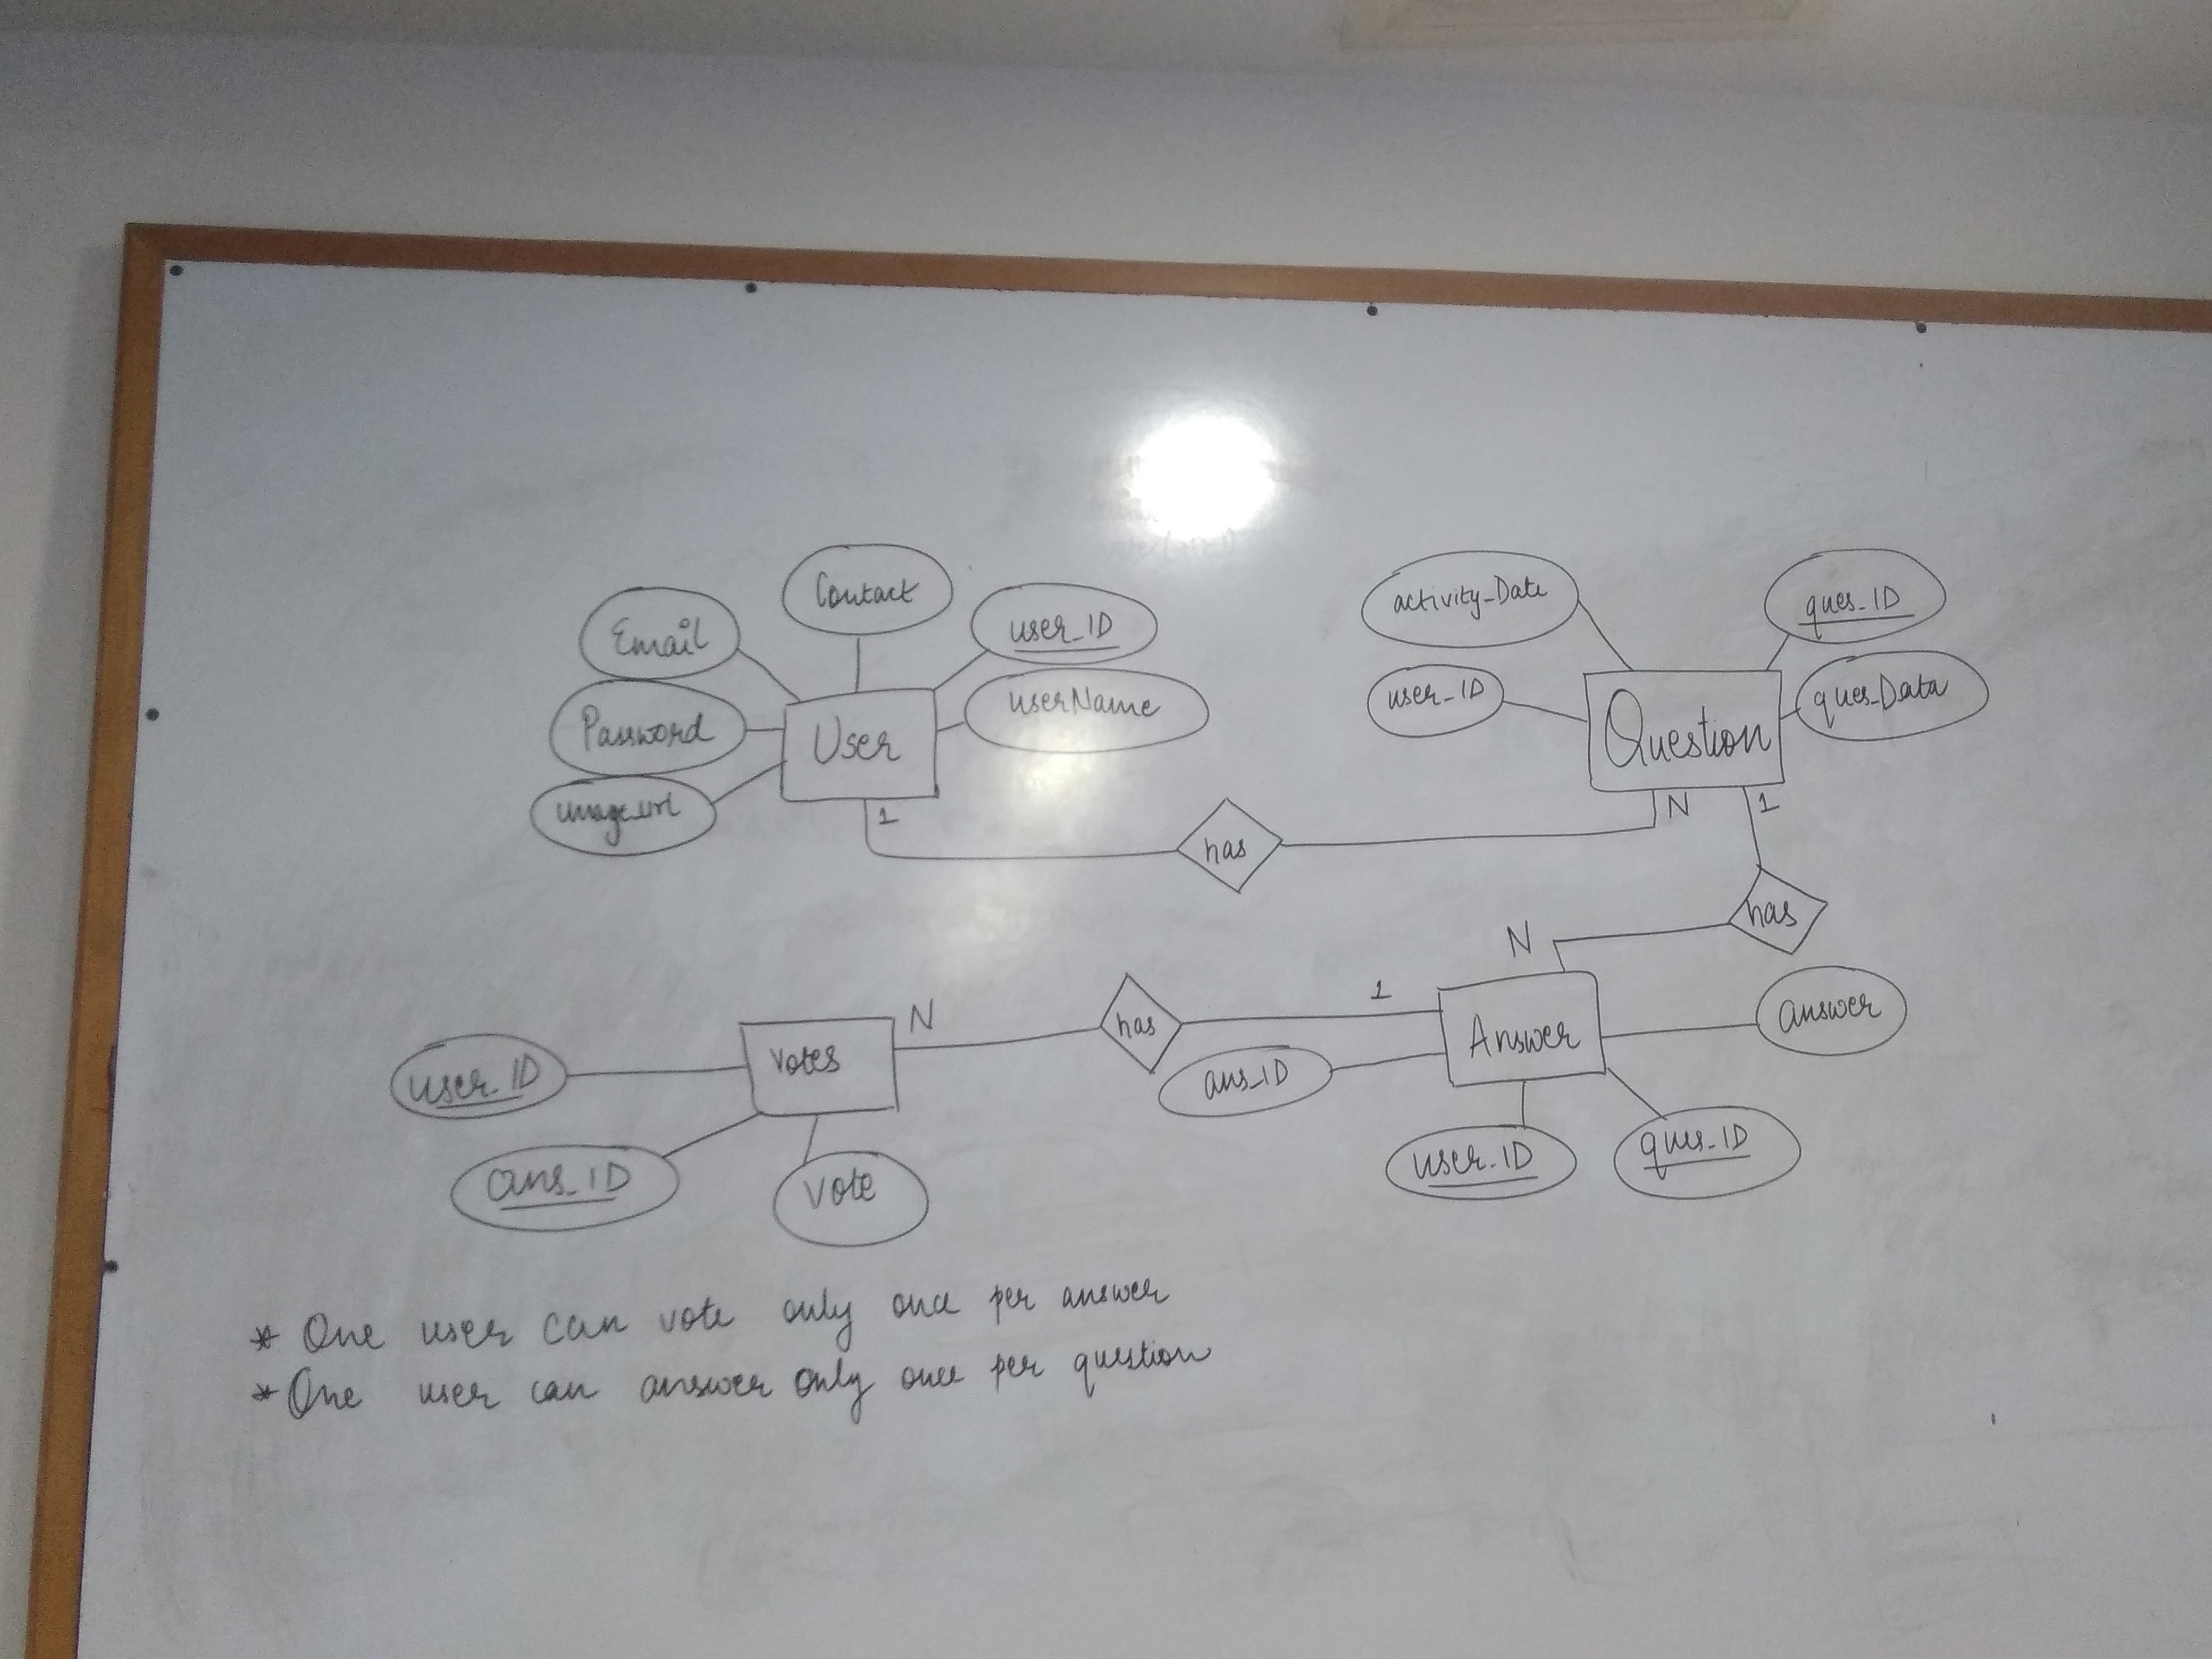 Contact
Email
user_ID
Password
userName
User
image_url
1
has
activity_Date
ques_ID
user_ID
ques_Data
Question
N
1
has
N
votes
N
has
1
Answer
answer
user_ID
ans_ID
vote
ans_ID
user_ID
ques_ID
* One user can vote only once per answer
* One user can answer only once per question